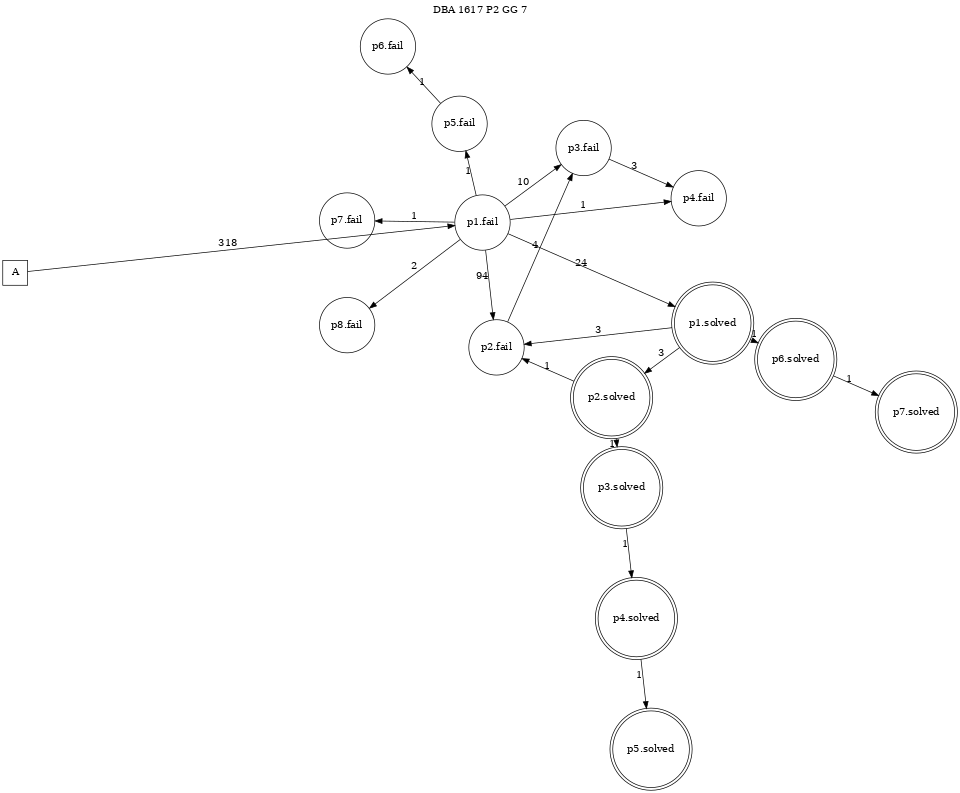 DBA 1617 P2 GG 7
p6.fail
1
p5.fail
p3.fail
1
10
3
p4.fail
p7.fail
1
p1.fail
1
318
4
24
A
2
94
p8.fail
p1.solved
3
1
p2.fail
3
p6.solved
1
p2.solved
1
p7.solved
1
p3.solved
1
p4.solved
1
p5.solved